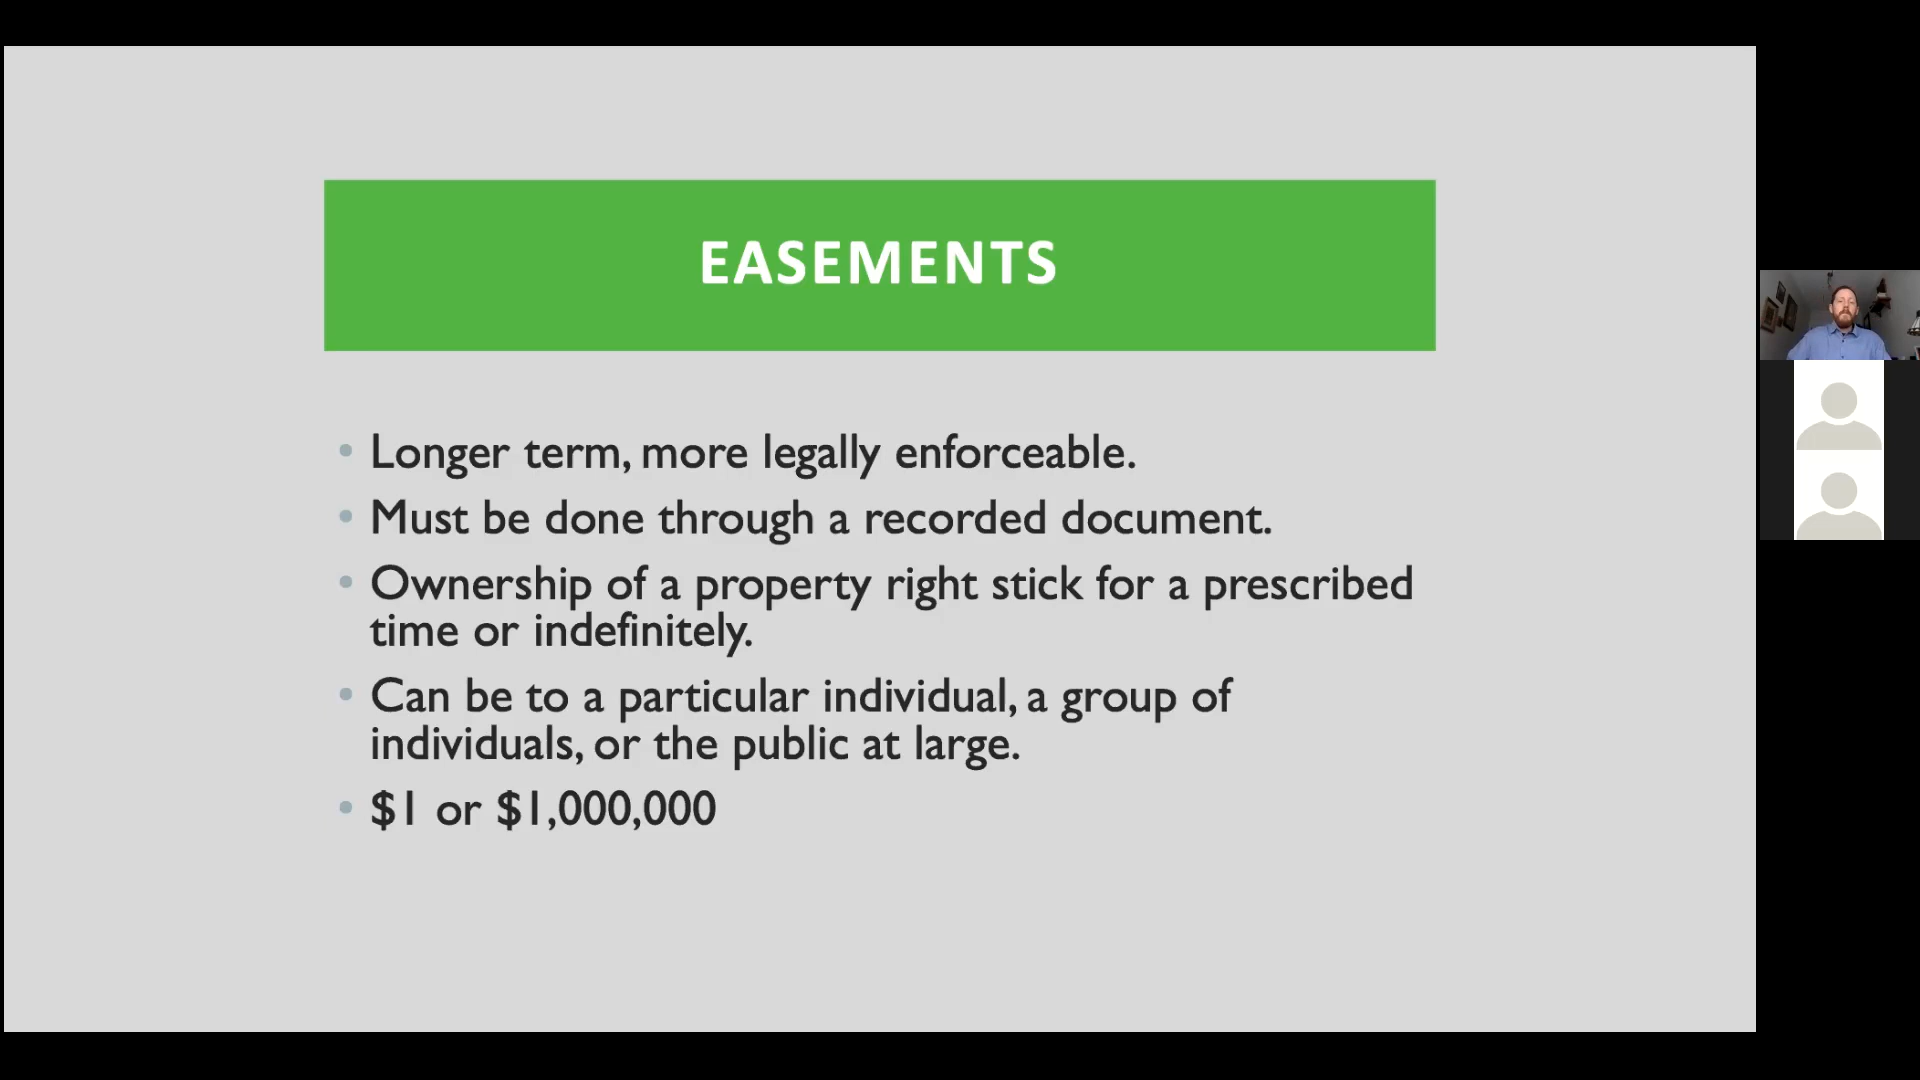 EASEMENTS
• Longer term, more legally enforceable.
• Must be done through a recorded document.
• Ownership of a property right stick for a prescribed
time or indefinitely.
• Can be to a particular individual, a group of
individuals, or the public at large.
• $1 or $1,000,000